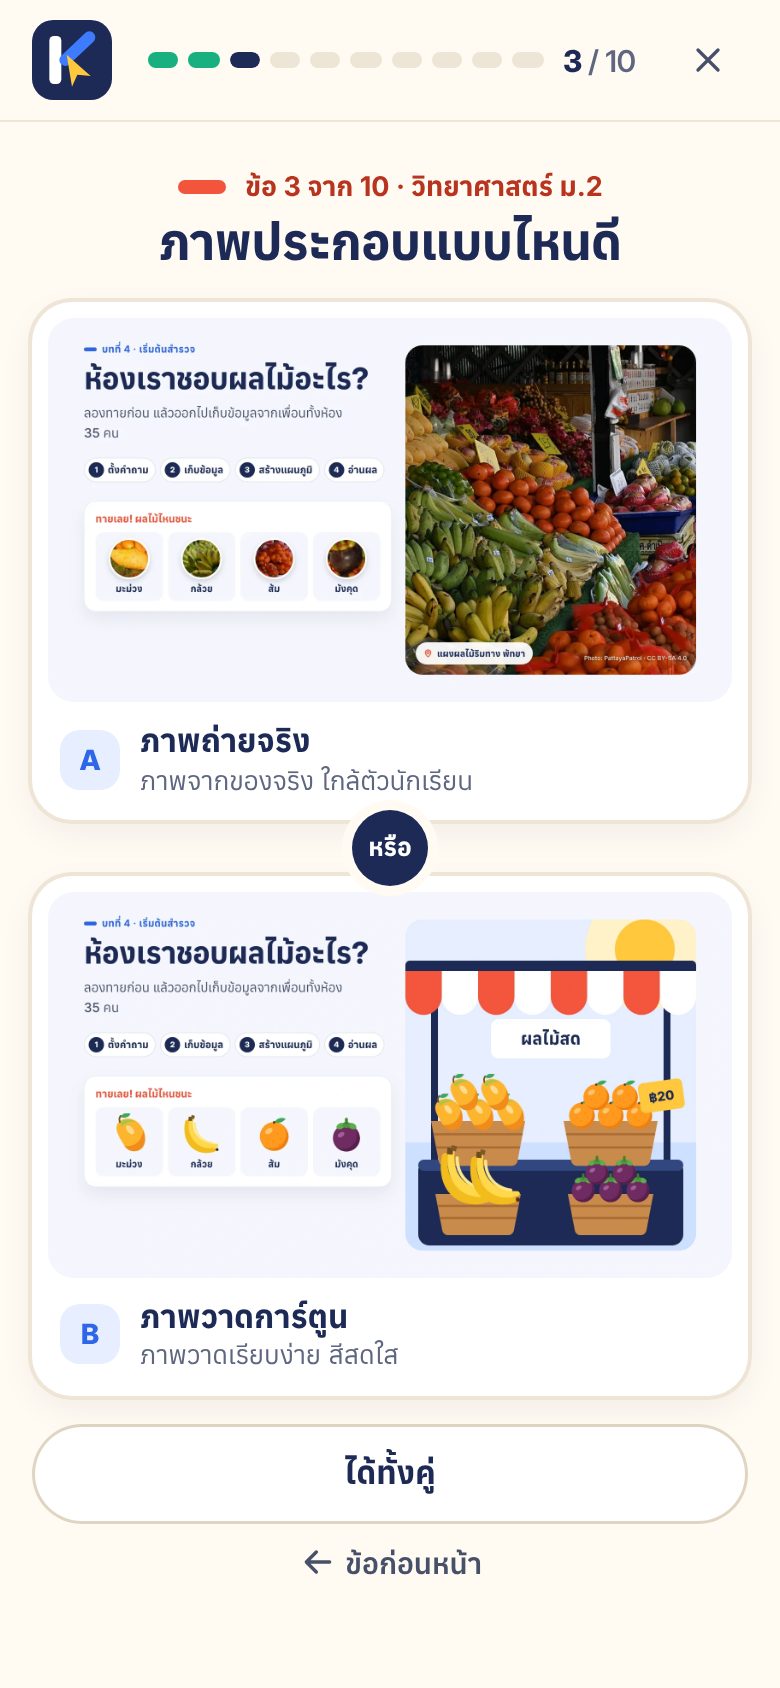 K
3 / 10
ข้อ 3 จาก 10 · วิทยาศาสตร์ ม.2
ภาพประกอบแบบไหนดี
บทที่ 4 · เริ่มต้นสำรวจ
ห้องเราชอบผลไม้อะไร?
ลองทายก่อน แล้วออกไปเก็บข้อมูลจากเพื่อนทั้งห้อง
35 คน
1 ตั้งคำถาม 2 เก็บข้อมูล 3 สร้างแผนภูมิ 4 อ่านผล
ทายเลย! ผลไม้ไหนชนะ
มะม่วง กล้วย ส้ม มังคุด
แผงผลไม้ริมทาง พัทยา
Photo: PattayaPatrol · CC BY-SA 4.0
A
ภาพถ่ายจริง
ภาพจากของจริง ใกล้ตัวนักเรียน
หรือ
บทที่ 4 · เริ่มต้นสำรวจ
ห้องเราชอบผลไม้อะไร?
ลองทายก่อน แล้วออกไปเก็บข้อมูลจากเพื่อนทั้งห้อง
35 คน
1 ตั้งคำถาม 2 เก็บข้อมูล 3 สร้างแผนภูมิ 4 อ่านผล
ทายเลย! ผลไม้ไหนชนะ
มะม่วง กล้วย ส้ม มังคุด
ผลไม้สด
฿20
B
ภาพวาดการ์ตูน
ภาพวาดเรียบง่าย สีสดใส
ได้ทั้งคู่
← ข้อก่อนหน้า